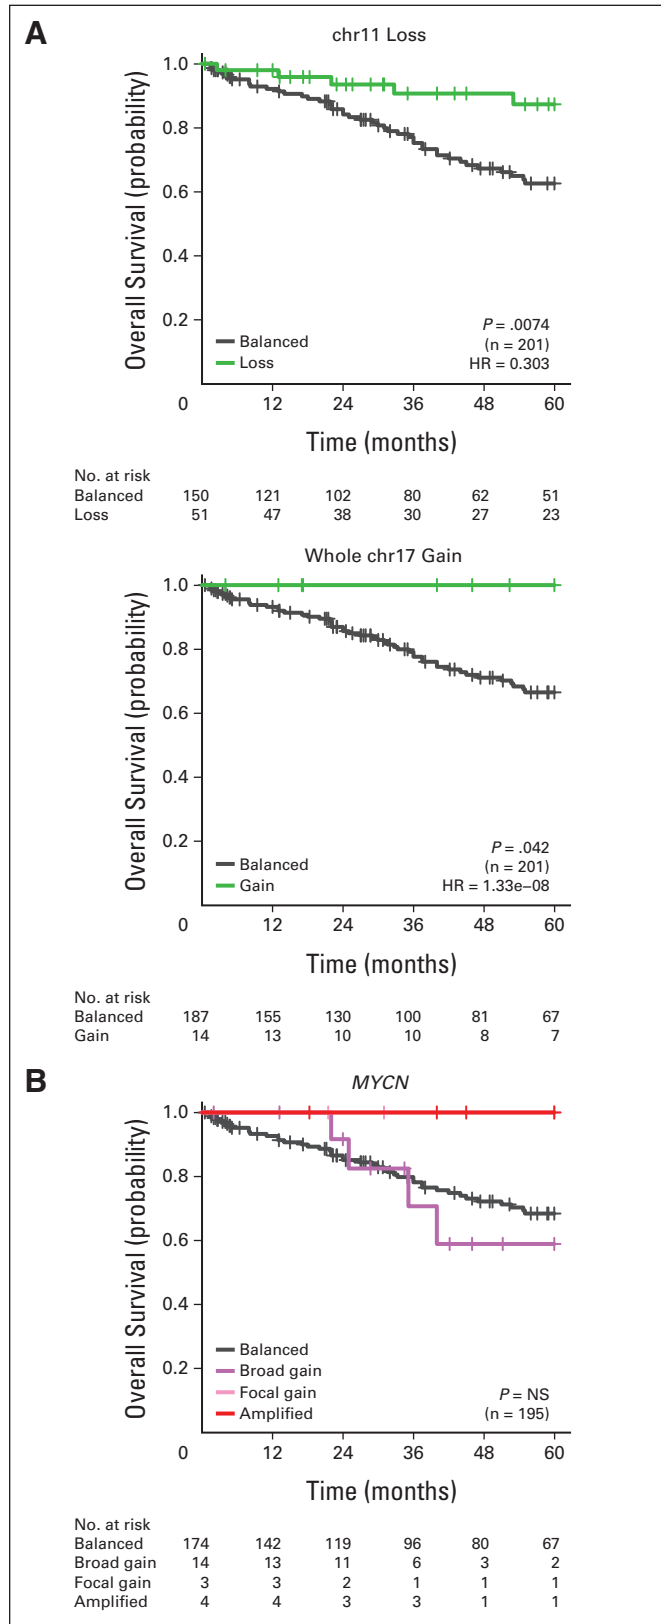 A
chr11 Loss
Overall Survival (probability)
1.0
0.8
0.6
0.4
0.2
Balanced
Loss
P = .0074
(n = 201)
HR = 0.303
0 12 24 36 48 60
Time (months)
No. at risk
Balanced 150 121 102 80 62 51
Loss 51 47 38 30 27 23
Whole chr17 Gain
Overall Survival (probability)
1.0
0.8
0.6
0.4
0.2
Balanced
Gain
P = .042
(n = 201)
HR = 1.33e–08
0 12 24 36 48 60
Time (months)
No. at risk
Balanced 187 155 130 100 81 67
Gain 14 13 10 10 8 7
B
MYCN
Overall Survival (probability)
1.0
0.8
0.6
0.4
0.2
Balanced
Broad gain
Focal gain
Amplified
P = NS
(n = 195)
0 12 24 36 48 60
Time (months)
No. at risk
Balanced 174 142 119 96 80 67
Broad gain 14 13 11 6 3 2
Focal gain 3 3 2 1 1 1
Amplified 4 4 3 3 1 1